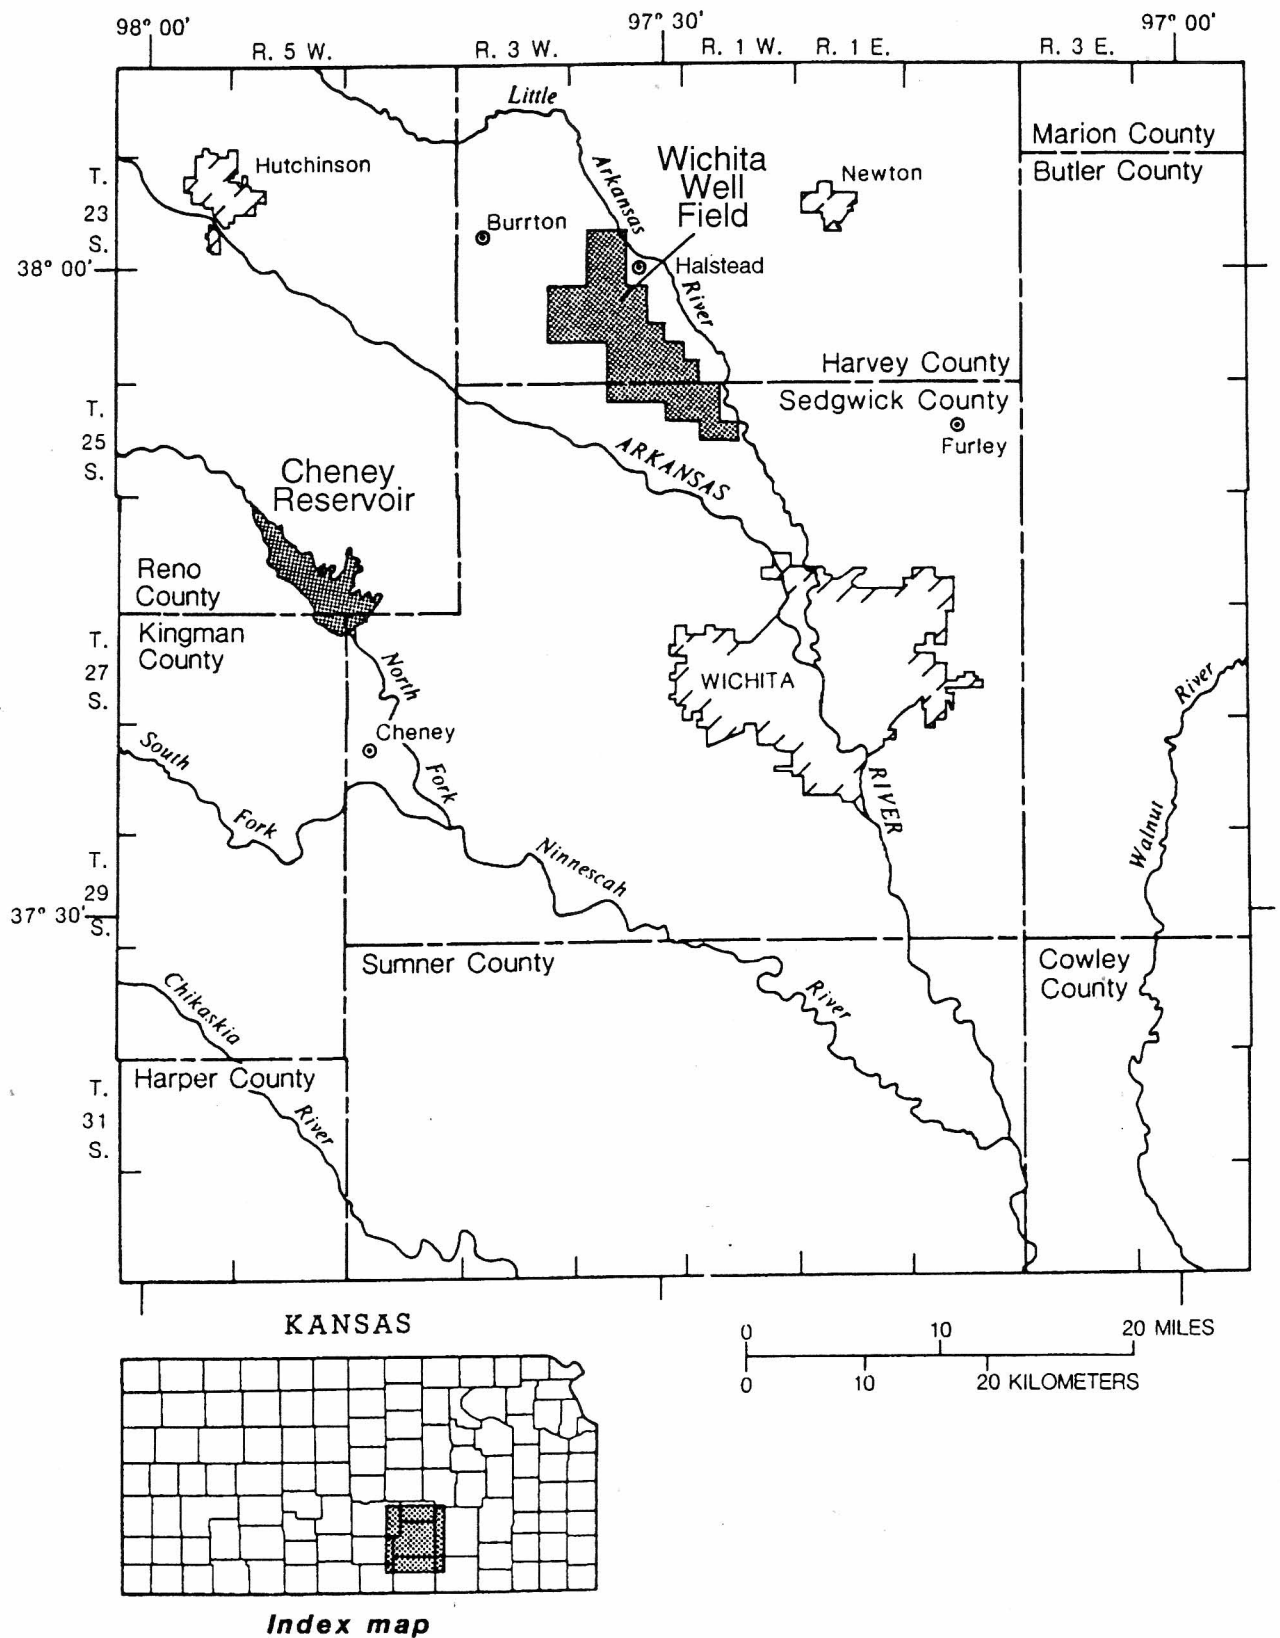 98° 00'
97° 30'
97° 00'
R. 5 W.
R. 3 W.
R. 1 W.
R. 1 E.
R. 3 E.
Little
Arkansas
River
Marion County
Butler County
Hutchinson
Wichita
Well
Field
Newton
T.
23
S.
Burrton
38° 00'
Halstead
Harvey County
Sedgwick County
Furley
T.
25
S.
ARKANSAS
RIVER
Cheney
Reservoir
Reno
County
Kingman
County
T.
27
S.
North
Fork
WICHITA
River
Walnut
Cheney
South
Fork
Ninnescah
River
T.
29
S.
37° 30'
Sumner County
Cowley
County
Chikaskia
River
Harper County
T.
31
S.
KANSAS
0 10 20 MILES
0 10 20 KILOMETERS
Index map